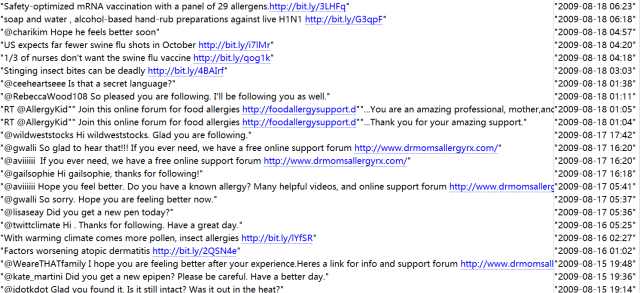 "Safety-optimized mRNA vaccination with a panel of 29 allergens.http://bit.ly/3LHFq" "2009-08-18 06:23"
"soap and water , alcohol-based hand-rub preparations against live H1N1 http://bit.ly/G3qpF" "2009-08-18 06:18"
"@charikim Hope he feels better soon" "2009-08-18 04:57"
"US expects far fewer swine flu shots in October http://bit.ly/i7lMr" "2009-08-18 04:20"
"1/3 of nurses don't want the swine flu vaccine http://bit.ly/qog1k" "2009-08-18 04:18"
"Stinging insect bites can be deadly http://bit.ly/4BAIrf" "2009-08-18 03:03"
"@ceeheartseee Is that a secret language?" "2009-08-18 01:38"
"@RebeccaWood108 So pleased you are following. I'll be following you as well." "2009-08-18 01:11"
"RT @AllergyKid"" Join this online forum for food allergies http://foodallergysupport.d""...You are an amazing professional, mother,and "2009-08-18 01:05"
"RT @AllergyKid"" Join this online forum for food allergies http://foodallergysupport.d""...Thank you for your amazing support." "2009-08-18 01:04"
"@wildweststocks Hi wildweststocks. Glad you are following." "2009-08-17 17:42"
"@gwalli So glad to hear that!!! If you ever need, we have a free online support forum http://www.drmomsallergyrx.com/" "2009-08-17 16:20"
"@aviiiiii  If you ever need, we have a free online support forum http://www.drmomsallergyrx.com/" "2009-08-17 16:20"
"@gailsophie Hi gailsophie, thanks for following!" "2009-08-17 16:18"
"@aviiiiii Hope you feel better. Do you have a known allergy? Many helpful videos, and online support forum http://www.drmomsallerg "2009-08-17 05:41"
"@gwalli So sorry. Hope you are feeling better now." "2009-08-17 05:37"
"@lisaseay Did you get a new pen today?" "2009-08-17 05:36"
"@twittclimate Hi . Thanks for following. Have a great day." "2009-08-16 05:25"
"With warming climate comes more pollen, insect allergies http://bit.ly/lYfSR" "2009-08-16 02:27"
"Factors worsening atopic dermatitis http://bit.ly/2QSN4e" "2009-08-16 01:02"
"@WeareTHATfamily I hope you are feeling better after your experience.Heres a link for info and support forum http://www.drmomsall "2009-08-15 19:48"
"@kate_martini Did you get a new epipen? Please be careful. Have a better day." "2009-08-15 19:36"
"@jdotkdot Glad you found it. Is it still intact? Was it out in the heat?" "2009-08-15 19:14"